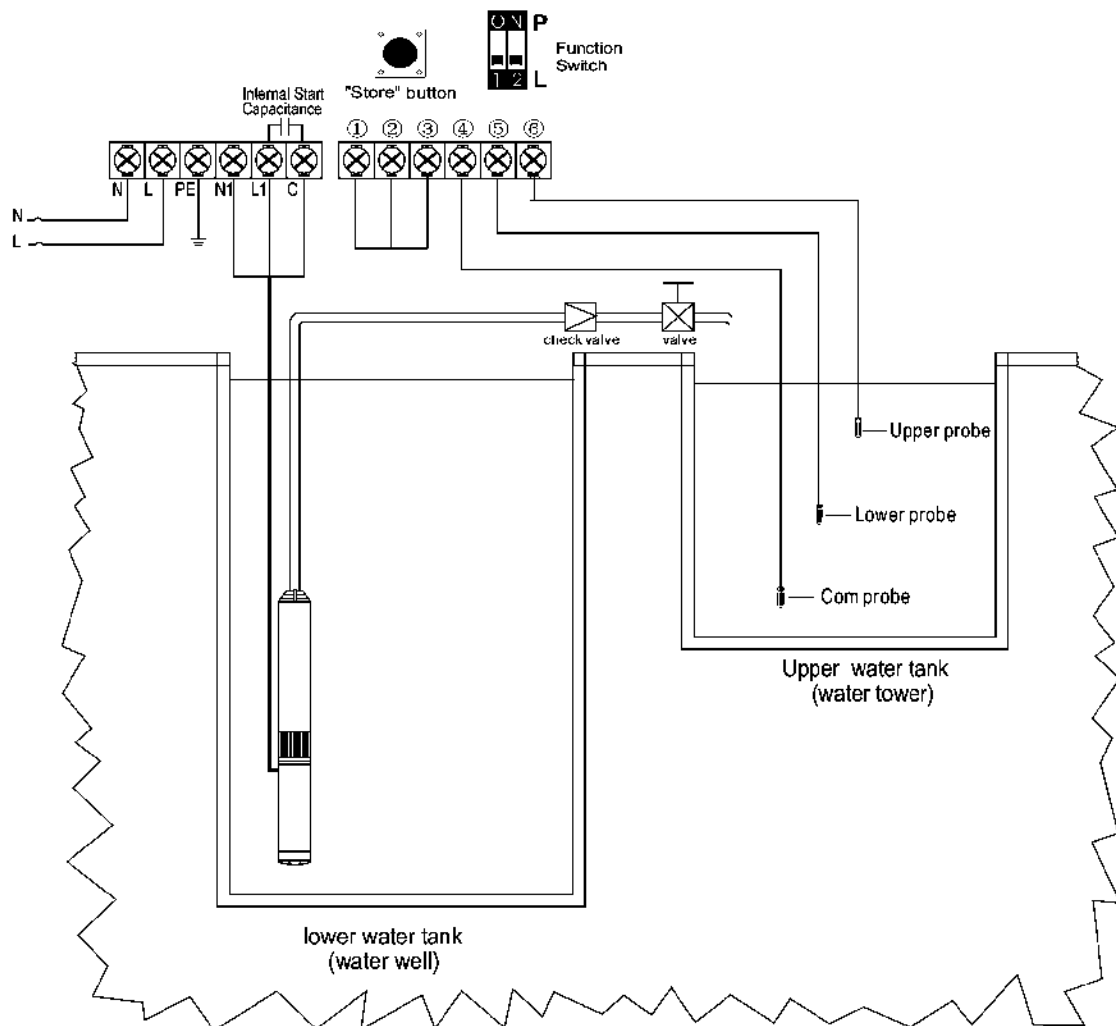 ON P
Function
Switch
1 2 L
"Store" button
Internal Start
Capacitance
① ② ③ ④ ⑤ ⑥
N L PE N1 L1 C
N
L
check valve
valve
Upper probe
Lower probe
Com probe
Upper water tank
(water tower)
lower water tank
(water well)